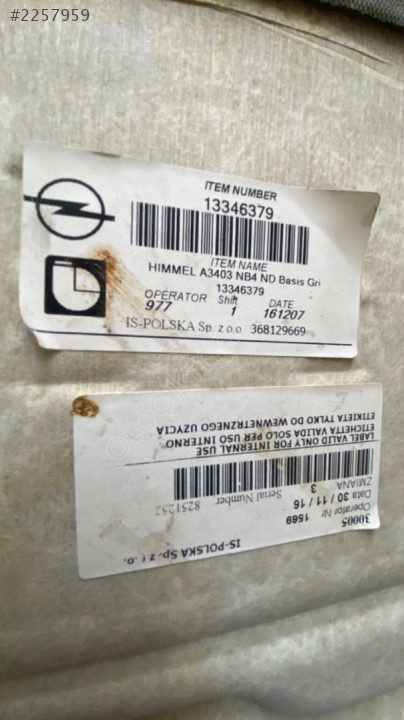 #2257959
ITEM NUMBER
13346379
ITEM NAME
HIMMEL A3403 NB4 ND Basis Gri
13346379
OPERATOR Shift DATE
977 1 161207
IS-POLSKA Sp. z o.o 368129669
30005
Operator Nr 1569
Data 30 / 11 / 16
ZMIANA 3
Serial Number 8251252
LABEL VALID ONLY FOR INTERNAL USE
ETICHETTA VALIDA SOLO PER USO INTERNO
ETYKIETA TYLKO DO WEWNETRZNEGO UZYCIA
IS-POLSKA Sp. z o.o.